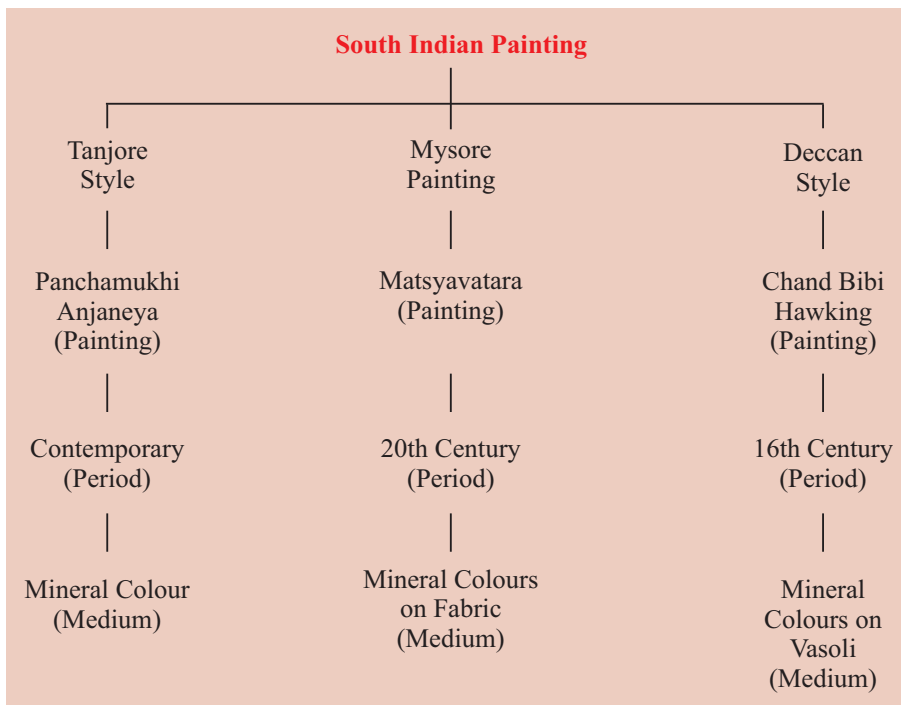 South Indian Painting
Tanjore
Style
Panchamukhi
Anjaneya
(Painting)
Contemporary
(Period)
Mineral Colour
(Medium)
Mysore
Painting
Matsyavatara
(Painting)
20th Century
(Period)
Mineral Colours
on Fabric
(Medium)
Deccan
Style
Chand Bibi
Hawking
(Painting)
16th Century
(Period)
Mineral
Colours on
Vasoli
(Medium)